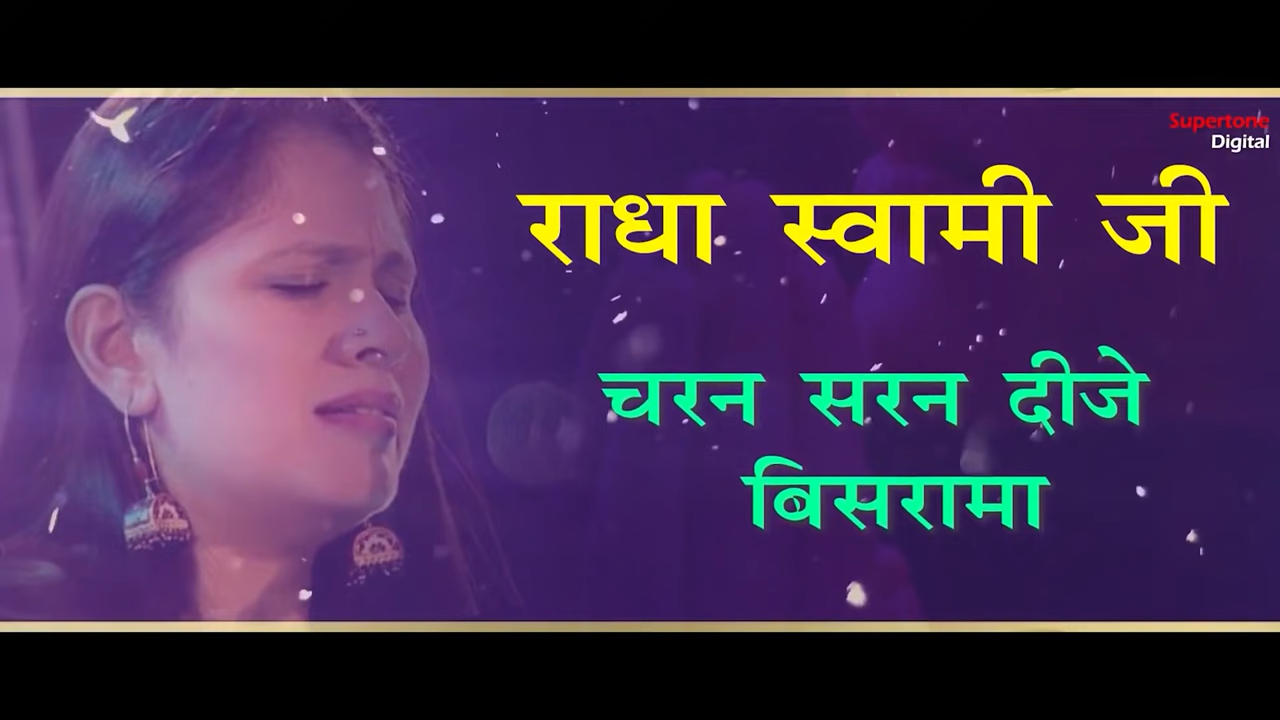 Supertone
Digital
राधा स्वामी जी
चरन सरन दीजे
बिसरामा